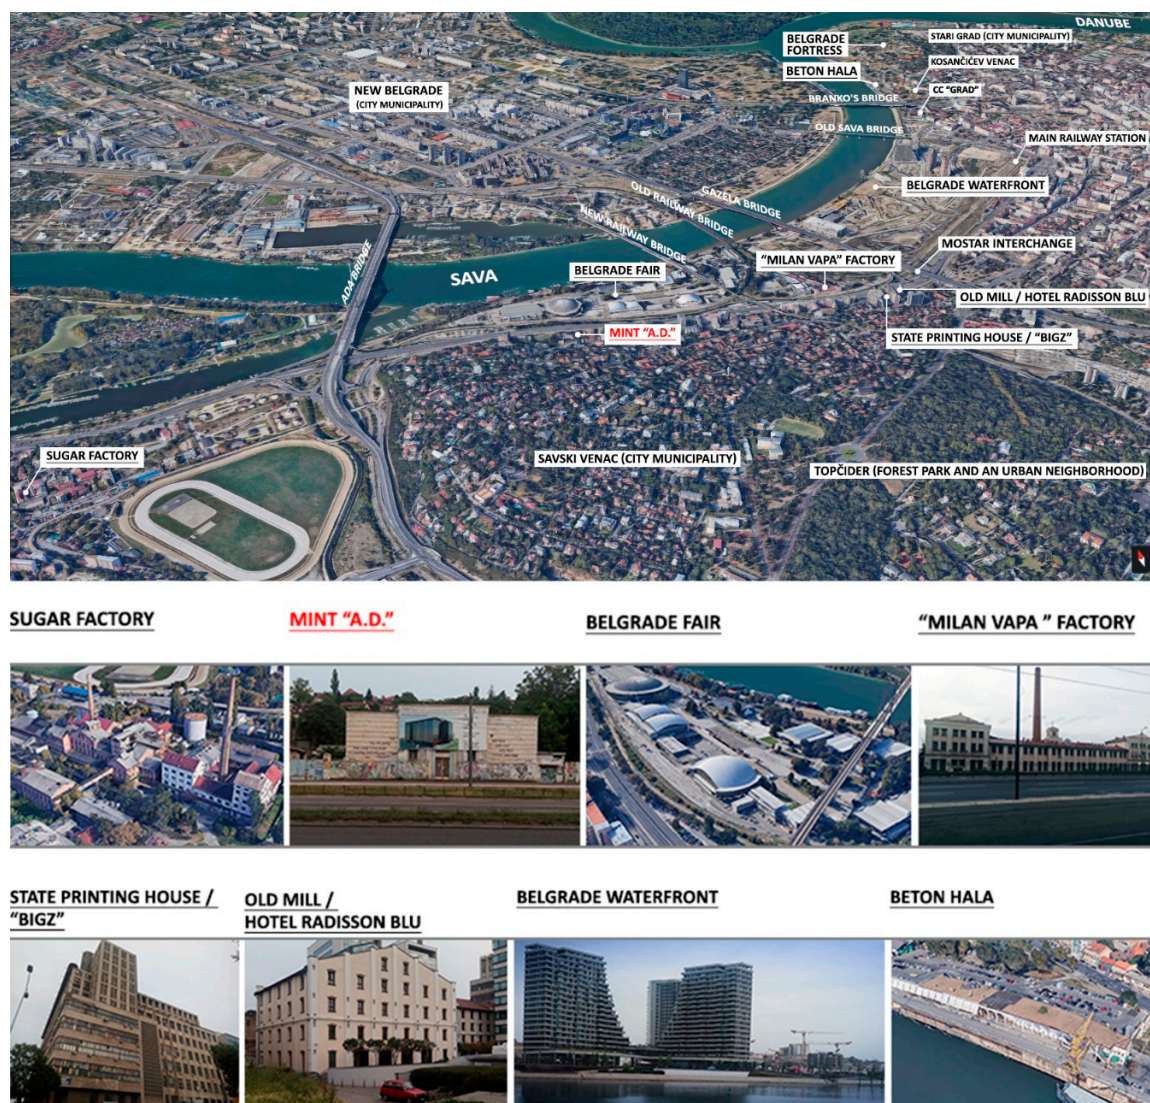 DANUBE
BELGRADE
FORTRESS
STARI GRAD (CITY MUNICIPALITY)
KOSANČIĆEV VENAC
BETON HALA
NEW BELGRADE
(CITY MUNICIPALITY)
CC "GRAD"
BRANKO'S BRIDGE
OLD SAVA BRIDGE
MAIN RAILWAY STATION
BELGRADE WATERFRONT
GAZELA BRIDGE
OLD RAILWAY BRIDGE
NEW RAILWAY BRIDGE
MOSTAR INTERCHANGE
"MILAN VAPA" FACTORY
ADA BRIDGE
SAVA
BELGRADE FAIR
OLD MILL / HOTEL RADISSON BLU
MINT "A.D."
STATE PRINTING HOUSE / "BIGZ"
SUGAR FACTORY
SAVSKI VENAC (CITY MUNICIPALITY)
TOPČIDER (FOREST PARK AND AN URBAN NEIGHBORHOOD)
SUGAR FACTORY
MINT "A.D."
BELGRADE FAIR
"MILAN VAPA " FACTORY
STATE PRINTING HOUSE /
"BIGZ"
OLD MILL /
HOTEL RADISSON BLU
BELGRADE WATERFRONT
BETON HALA